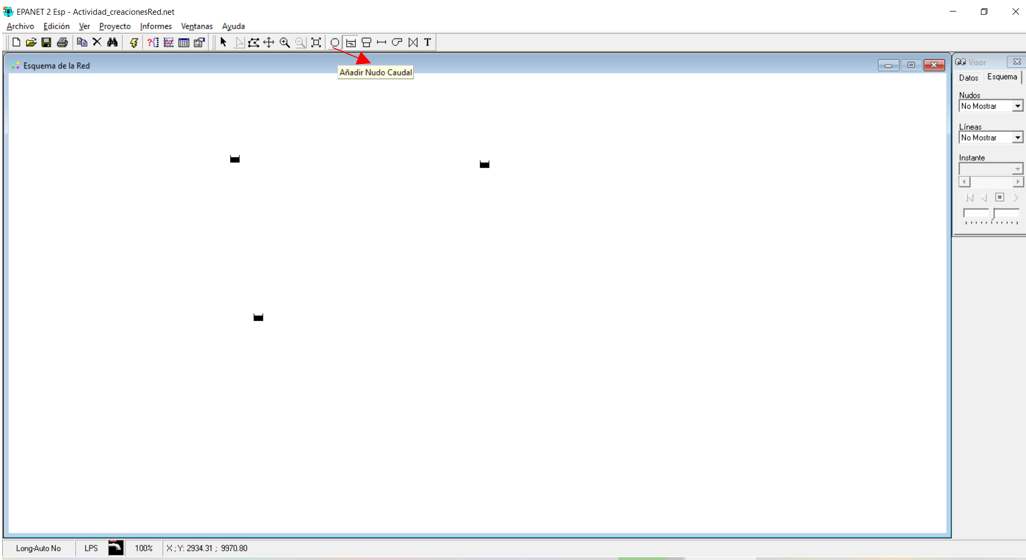 EPANET 2 Esp - Actividad_creacionesRed.net
Archivo Edición Ver Proyecto Informes Ventanas Ayuda
T
Añadir Nudo Caudal
Esquema de la Red
Visor
Datos Esquema
Nudos
No Mostrar
Líneas
No Mostrar
Instante
Long-Auto No LPS 100% X ; Y: 2934.31 ; 9970.80